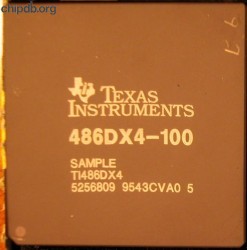 chipdb.org
TEXAS
INSTRUMENTS
486DX4-100
SAMPLE
TI486DX4
5256809 9543CVA0 5